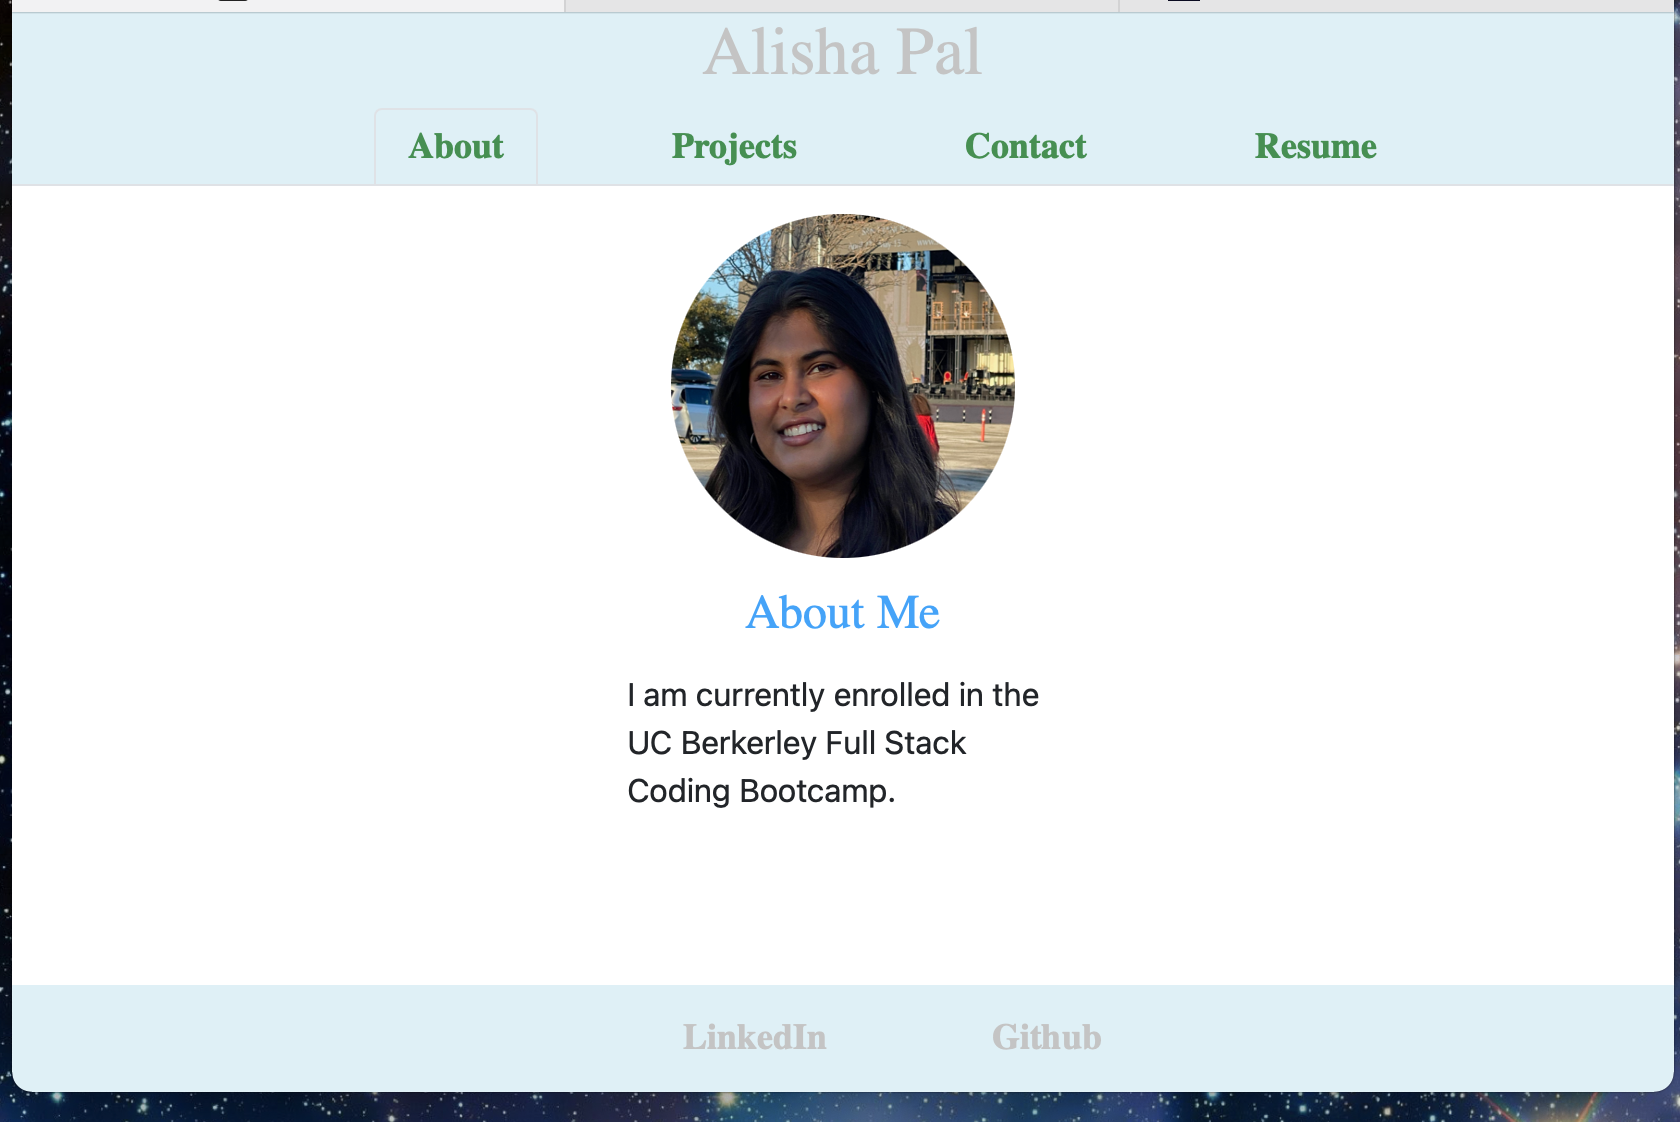 Alisha Pal
About Projects Contact Resume
About Me
I am currently enrolled in the
UC Berkerley Full Stack
Coding Bootcamp.
LinkedIn Github